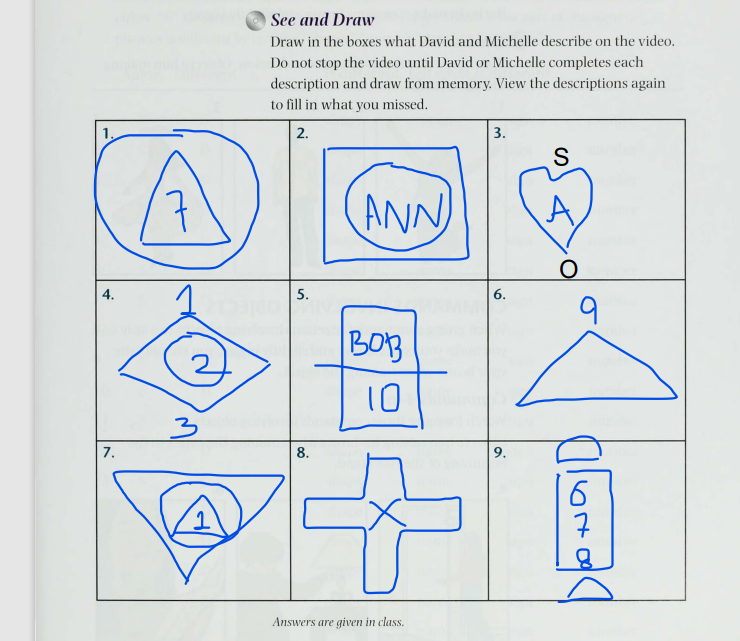 See and Draw
Draw in the boxes what David and Michelle describe on the video.
Do not stop the video until David or Michelle completes each
description and draw from memory. View the descriptions again
to fill in what you missed.
1.
7
2.
ANN
3.
S
A
O
4.
1
2
3
5.
BOB
10
6.
9
7.
1
8.
X
9.
6
7
8
Answers are given in class.